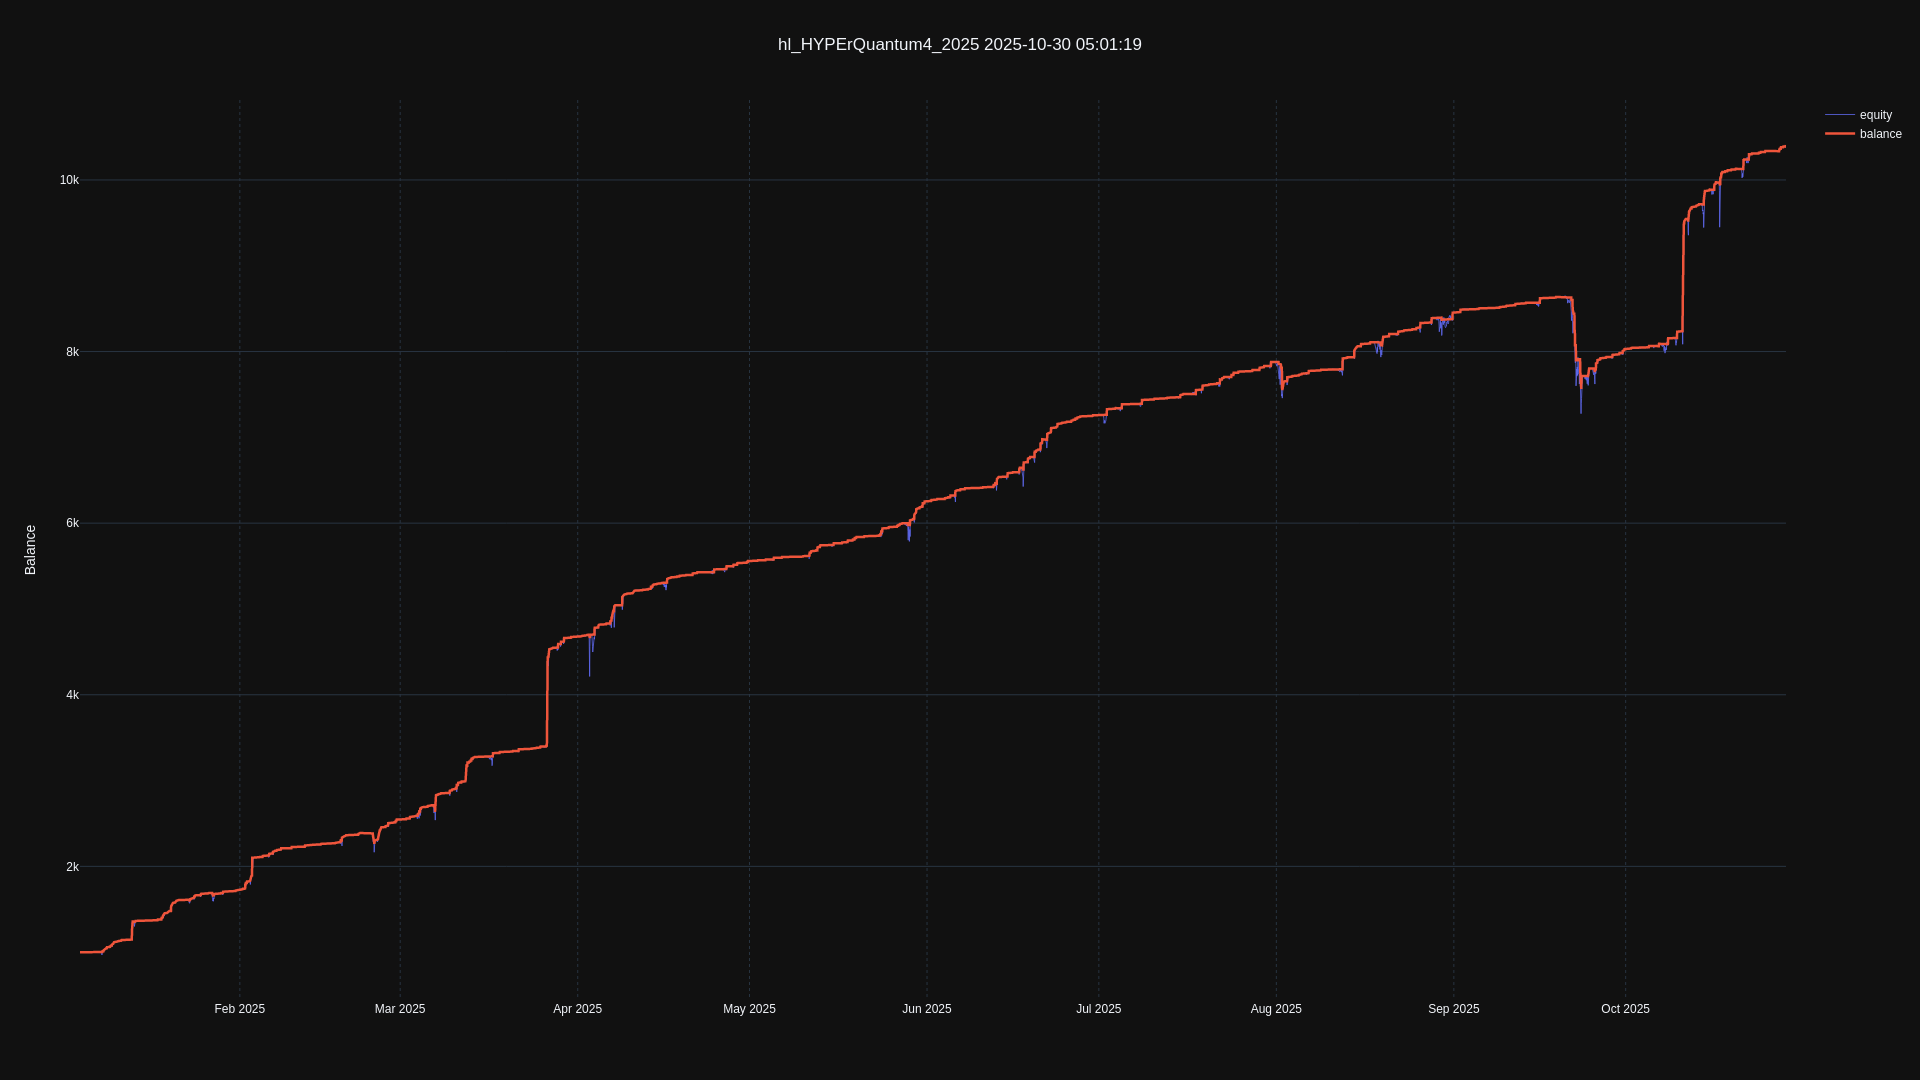 hl_HYPErQuantum4_2025 2025-10-30 05:01:19
equity
balance
10k
8k
6k
4k
2k
Balance
Feb 2025
Mar 2025
Apr 2025
May 2025
Jun 2025
Jul 2025
Aug 2025
Sep 2025
Oct 2025